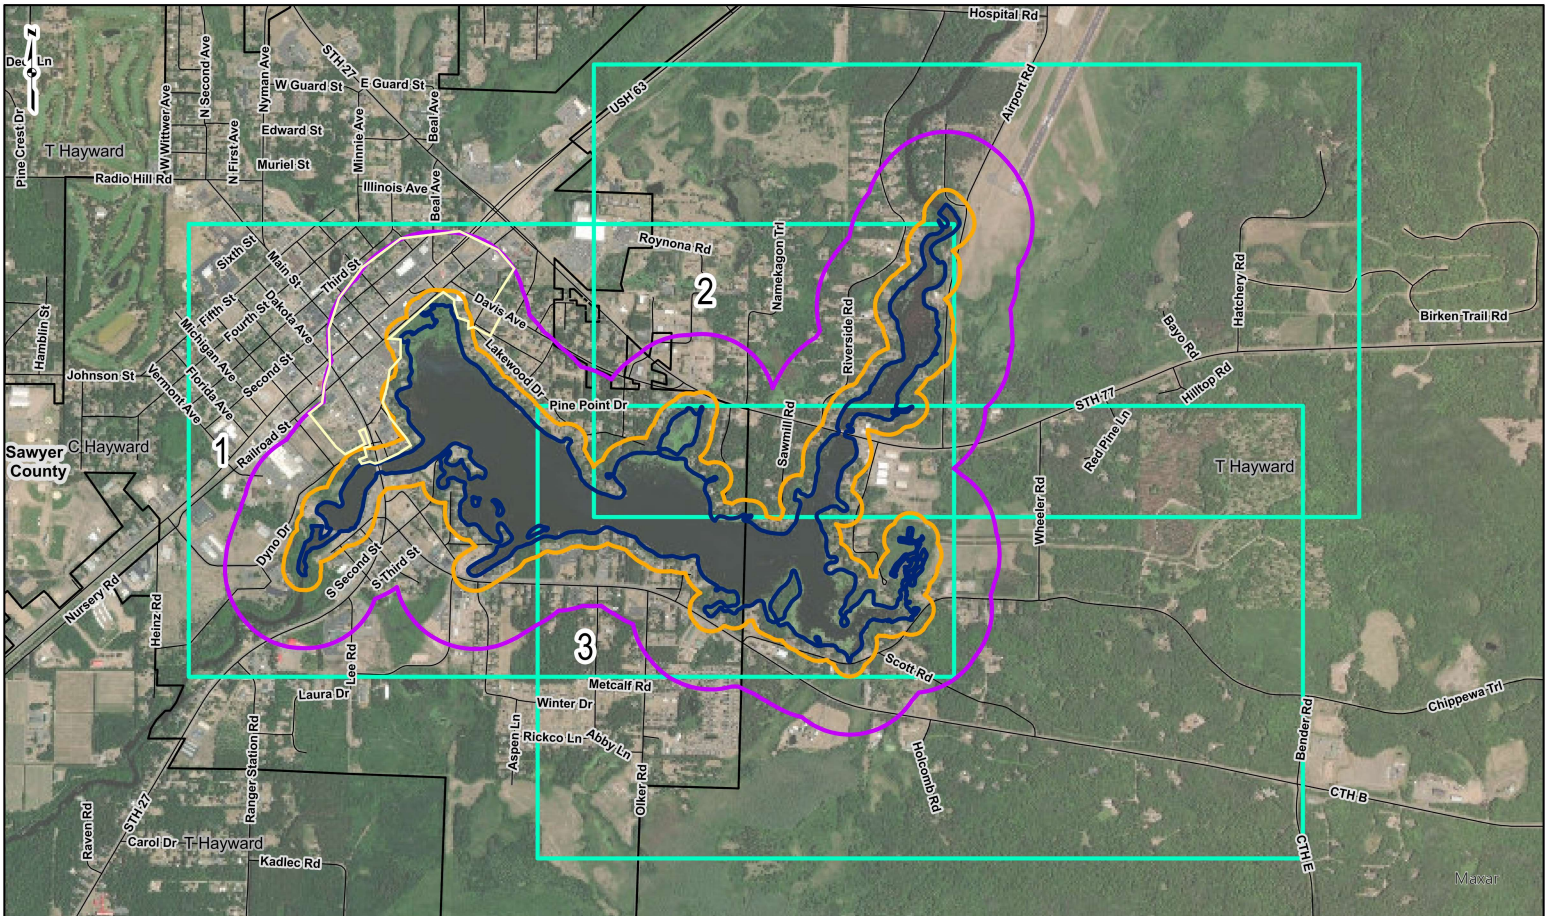 Hospital Rd
N
Deer Ln
STH 27
W Guard St
E Guard St
USH 63
Airport Rd
Pine Crest Dr
W Wittwer Ave
N Second Ave
Nyman Ave
Edward St
Minnie Ave
Beal Ave
T Hayward
N First Ave
Muriel St
Radio Hill Rd
Illinois Ave
Beal Ave
Sixth St
Main St
Third St
Roynona Rd
Namekagon Trl
2
Hatchery Rd
Fifth St
Fourth St
Dakota Ave
Davis Ave
Riverside Rd
Birken Trail Rd
Hamblin St
Michigan Ave
Second St
Lakewood Dr
Bayo Rd
Johnson St
Vermont Ave
Florida Ave
Hilltop Rd
Pine Point Dr
STH 77
Sawmill Rd
Red Pine Ln
Sawyer
County
C Hayward
1
Railroad St
T Hayward
Wheeler Rd
Dyno Dr
S Second St
S Third St
Nursery Rd
Heinz Rd
3
Scott Rd
Lee Rd
Laura Dr
Metcalf Rd
Winter Dr
Chippewa Trl
Bender Rd
Ranger Station Rd
Aspen Ln
Rickco Ln
Abby Ln
Olker Rd
Holcomb Rd
CTH B
STH 27
Raven Rd
Carol Dr
T Hayward
Kadlec Rd
CTH E
Maxar